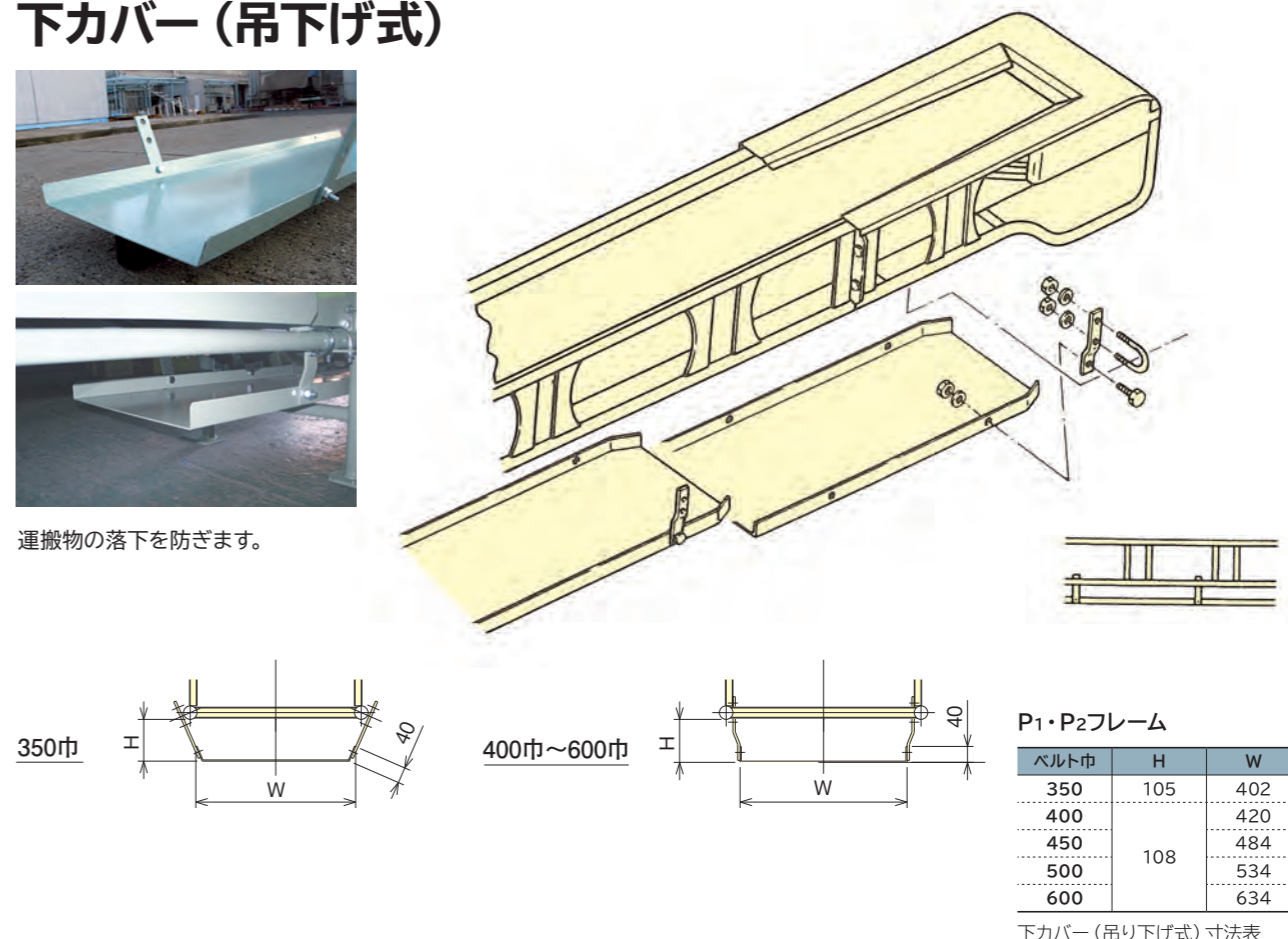 下カバー（吊下げ式）
運搬物の落下を防ぎます。
350巾
H
W
40
400巾〜600巾
H
W
40
P1・P2フレーム
ベルト巾 H W
350 105 402
400 420
450 484
108
500 534
600 634
下カバー（吊り下げ式）寸法表